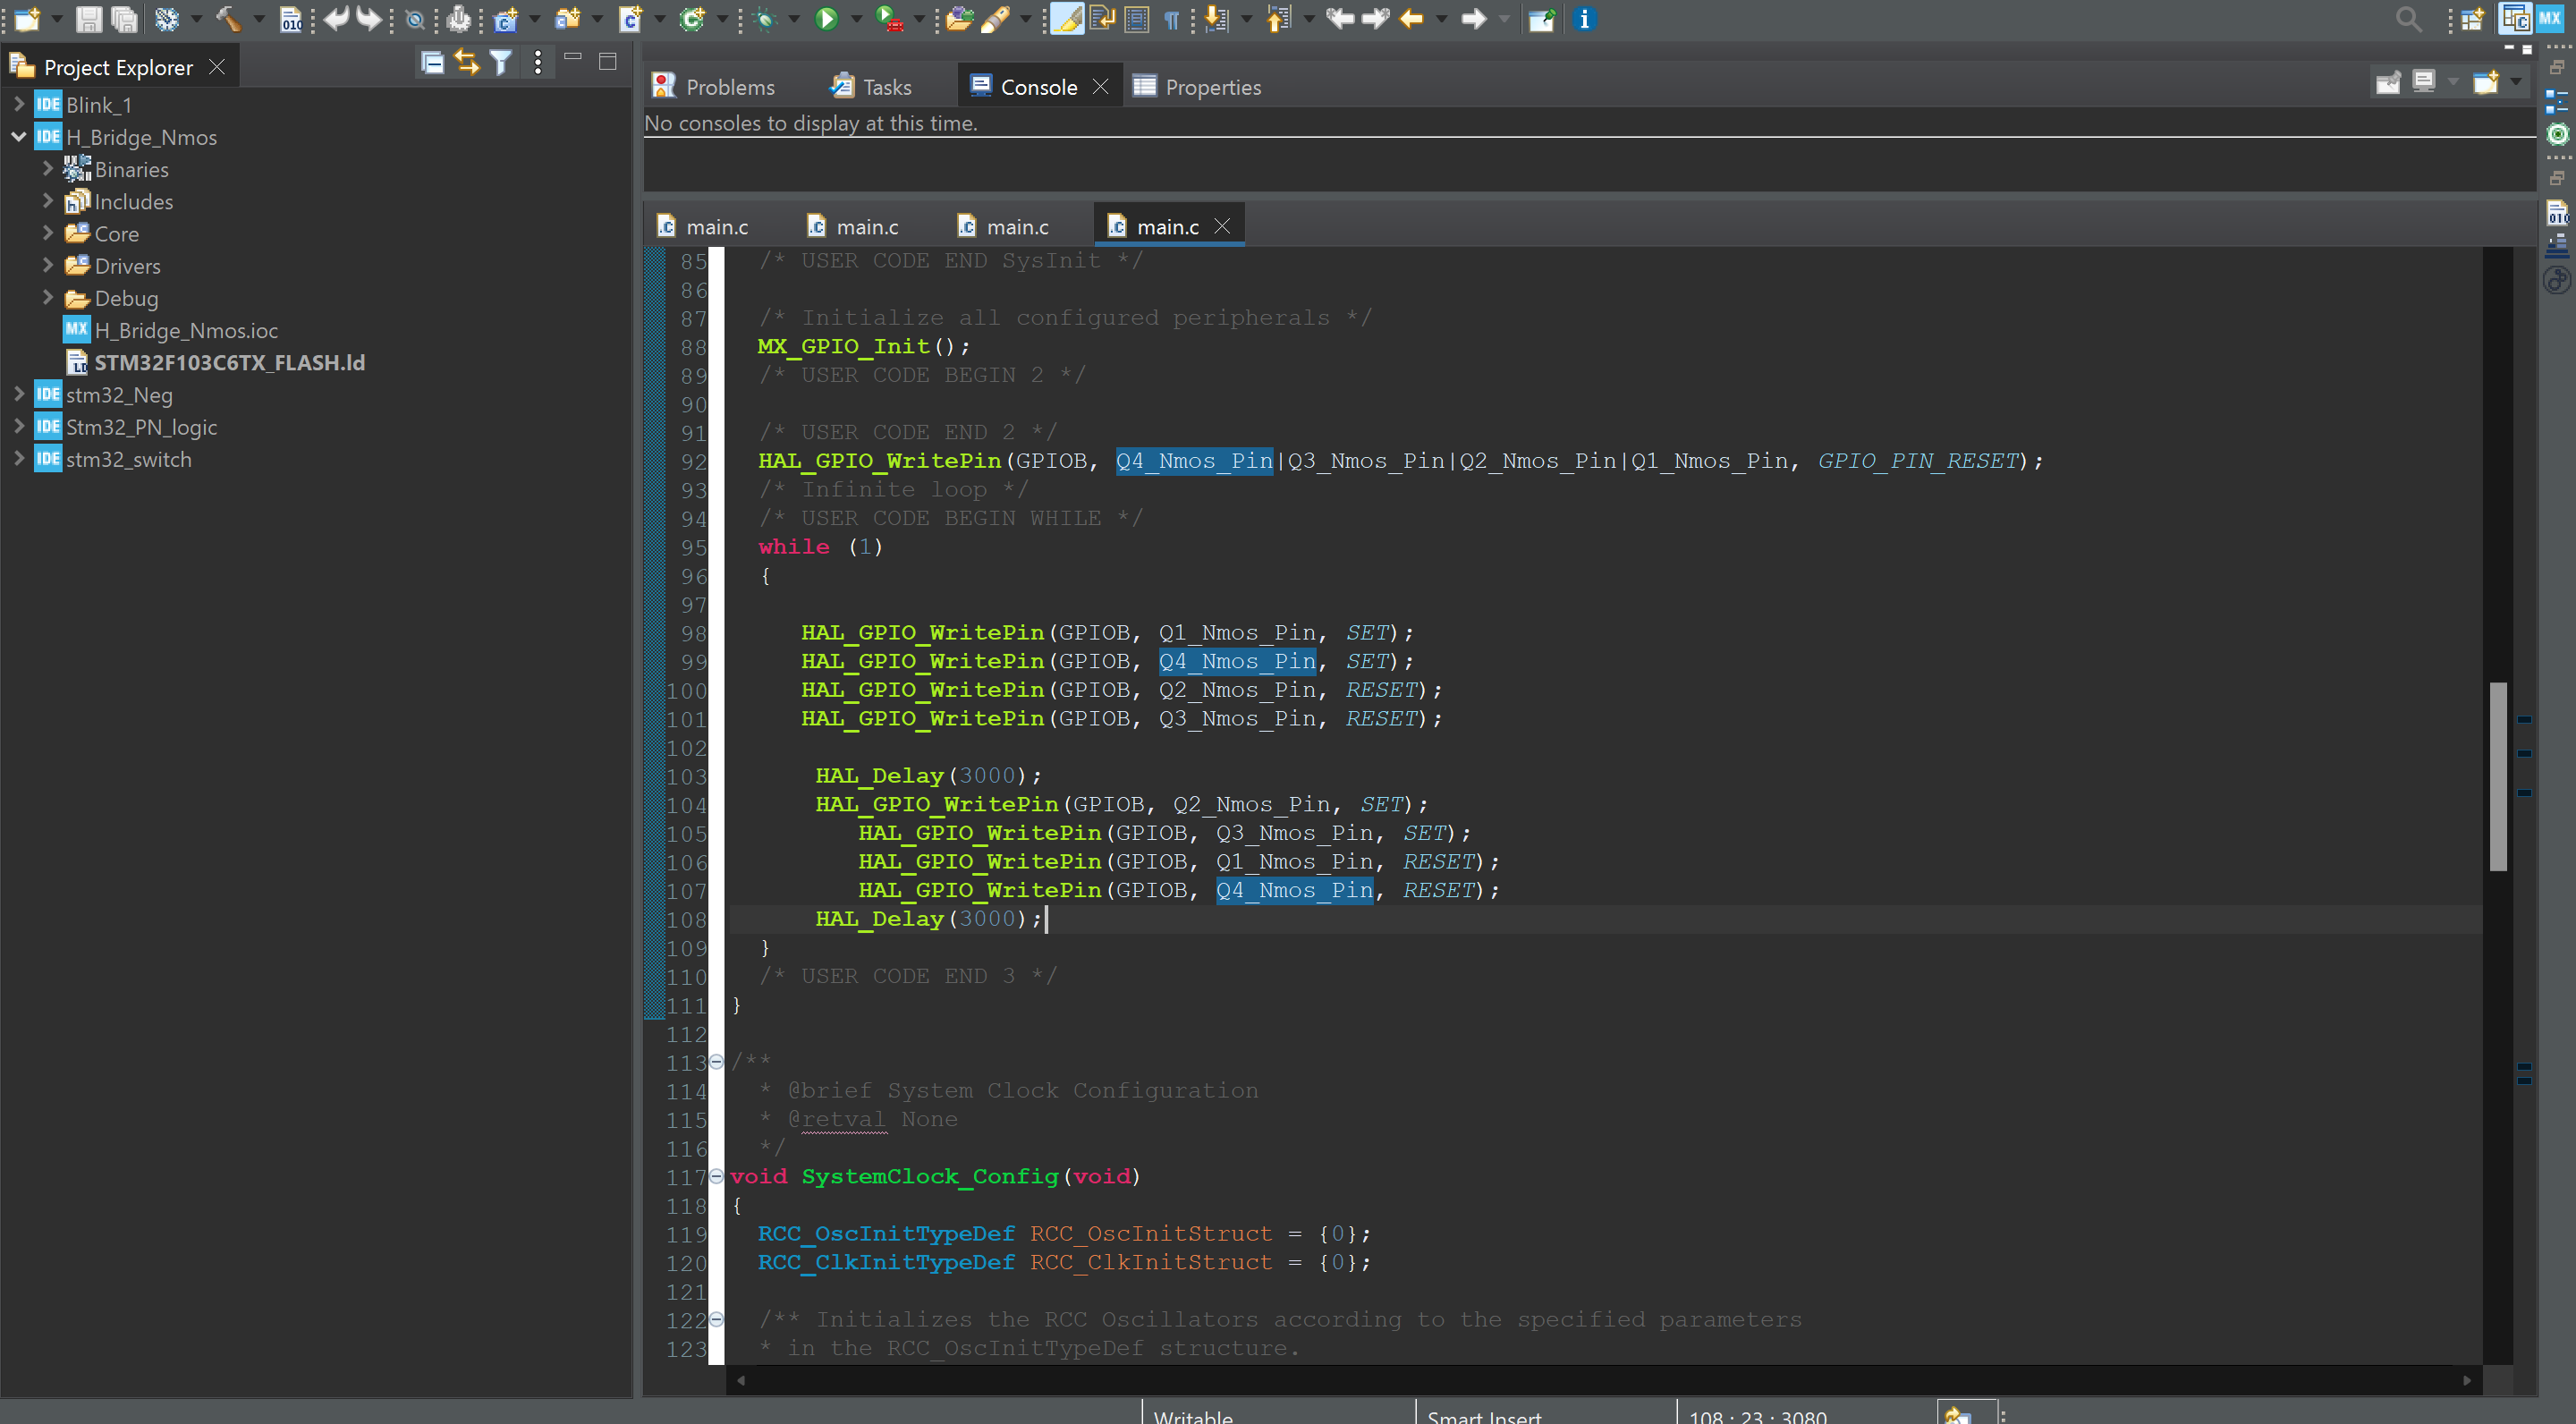 Project Explorer
Blink_1
IDE H_Bridge_Nmos
Binaries
Includes
Core
Drivers
Debug
MX H_Bridge_Nmos.ioc
STM32F103C6TX_FLASH.ld
IDE stm32_Neg
IDE Stm32_PN_logic
IDE stm32_switch
Problems Tasks Console Properties
No consoles to display at this time.
main.c main.c main.c main.c
85 /* USER CODE END SysInit */
86
87 /* Initialize all configured peripherals */
88 MX_GPIO_Init();
89 /* USER CODE BEGIN 2 */
90
91 /* USER CODE END 2 */
92 HAL_GPIO_WritePin(GPIOB, Q4_Nmos_Pin|Q3_Nmos_Pin|Q2_Nmos_Pin|Q1_Nmos_Pin, GPIO_PIN_RESET);
93 /* Infinite loop */
94 /* USER CODE BEGIN WHILE */
95 while (1)
96 {
97
98 HAL_GPIO_WritePin(GPIOB, Q1_Nmos_Pin, SET);
99 HAL_GPIO_WritePin(GPIOB, Q4_Nmos_Pin, SET);
100 HAL_GPIO_WritePin(GPIOB, Q2_Nmos_Pin, RESET);
101 HAL_GPIO_WritePin(GPIOB, Q3_Nmos_Pin, RESET);
102
103 HAL_Delay(3000);
104 HAL_GPIO_WritePin(GPIOB, Q2_Nmos_Pin, SET);
105 HAL_GPIO_WritePin(GPIOB, Q3_Nmos_Pin, SET);
106 HAL_GPIO_WritePin(GPIOB, Q1_Nmos_Pin, RESET);
107 HAL_GPIO_WritePin(GPIOB, Q4_Nmos_Pin, RESET);
108 HAL_Delay(3000);
109 }
110 /* USER CODE END 3 */
111 }
112
113 /**
114 * @brief System Clock Configuration
115 * @retval None
116 */
117 void SystemClock_Config(void)
118 {
119 RCC_OscInitTypeDef RCC_OscInitStruct = {0};
120 RCC_ClkInitTypeDef RCC_ClkInitStruct = {0};
121
122 /** Initializes the RCC Oscillators according to the specified parameters
123 * in the RCC_OscInitTypeDef structure.
Writable Smart Insert 108 : 23 : 3080